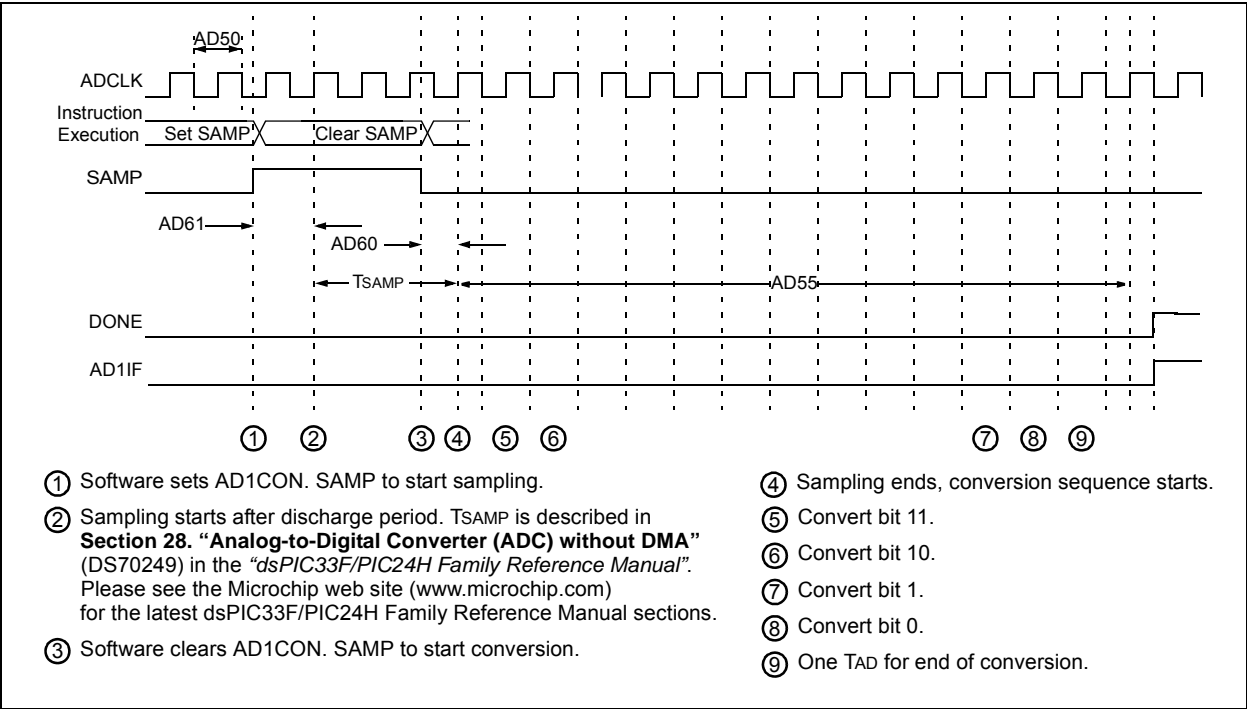 AD50
ADCLK
Instruction
Execution
Set SAMP
Clear SAMP
SAMP
AD61
AD60
TSAMP
AD55
DONE
AD1IF
1 2 3 4 5 6 7 8 9
1 Software sets AD1CON. SAMP to start sampling.
2 Sampling starts after discharge period. TSAMP is described in
Section 28. “Analog-to-Digital Converter (ADC) without DMA”
(DS70249) in the “dsPIC33F/PIC24H Family Reference Manual”.
Please see the Microchip web site (www.microchip.com)
for the latest dsPIC33F/PIC24H Family Reference Manual sections.
3 Software clears AD1CON. SAMP to start conversion.
4 Sampling ends, conversion sequence starts.
5 Convert bit 11.
6 Convert bit 10.
7 Convert bit 1.
8 Convert bit 0.
9 One TAD for end of conversion.